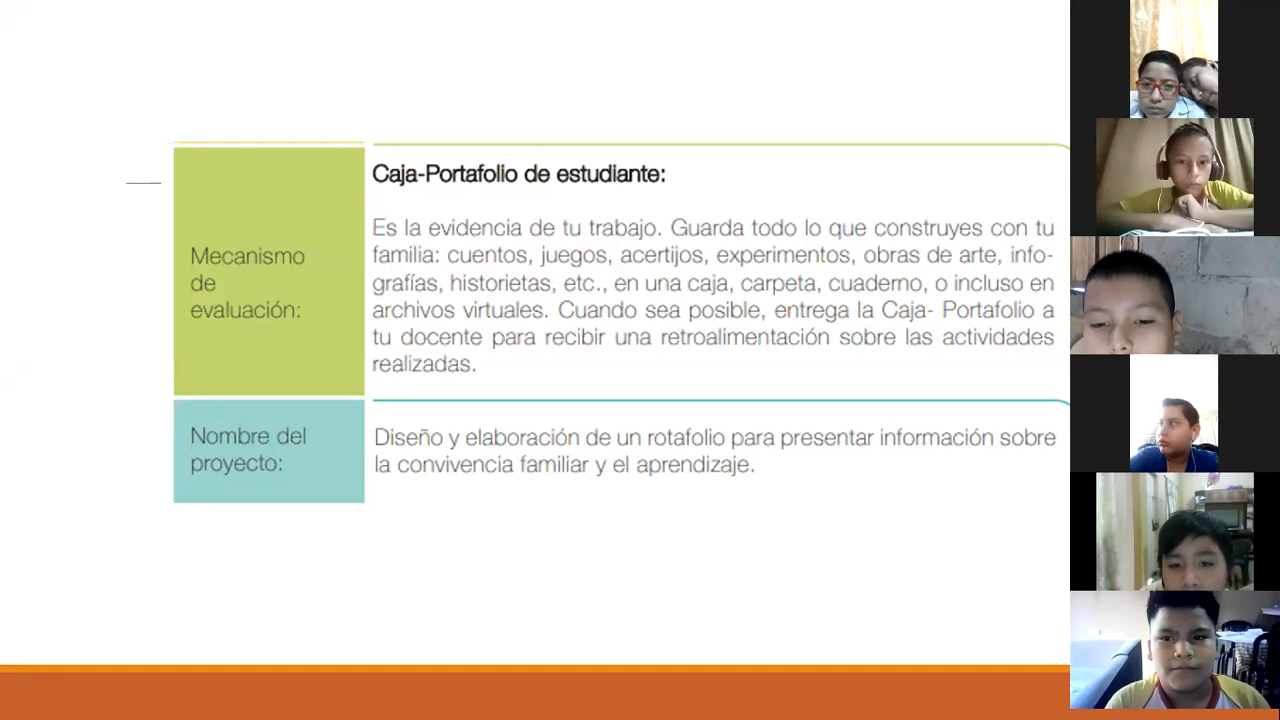 Caja-Portafolio de estudiante:
Mecanismo
de
evaluación:
Es la evidencia de tu trabajo. Guarda todo lo que construyes con tu
familia: cuentos, juegos, acertijos, experimentos, obras de arte, info-
grafías, historietas, etc., en una caja, carpeta, cuaderno, o incluso en
archivos virtuales. Cuando sea posible, entrega la Caja- Portafolio a
tu docente para recibir una retroalimentación sobre las actividades
realizadas.
Nombre del
proyecto:
Diseño y elaboración de un rotafolio para presentar información sobre
la convivencia familiar y el aprendizaje.